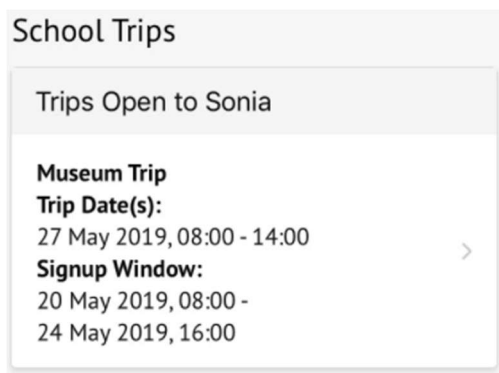 School Trips
Trips Open to Sonia
Museum Trip
Trip Date(s):
27 May 2019, 08:00 - 14:00
Signup Window:
20 May 2019, 08:00 -
24 May 2019, 16:00